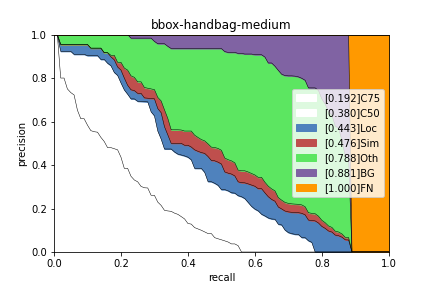 bbox-handbag-medium
1.0
0.8
0.6
0.4
0.2
0.0
precision
[0.192]C75
[0.380]C50
[0.443]Loc
[0.476]Sim
[0.788]Oth
[0.881]BG
[1.000]FN
0.0 0.2 0.4 0.6 0.8 1.0
recall